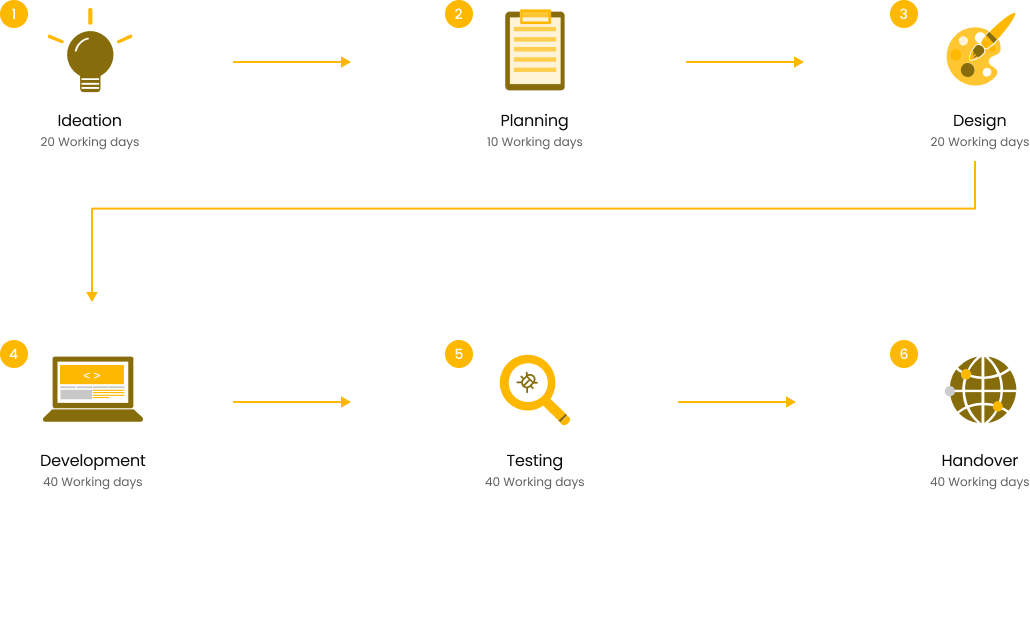 1
Ideation
20 Working days
2
Planning
10 Working days
3
Design
20 Working days
4
< >
Development
40 Working days
5
Testing
40 Working days
6
Handover
40 Working days